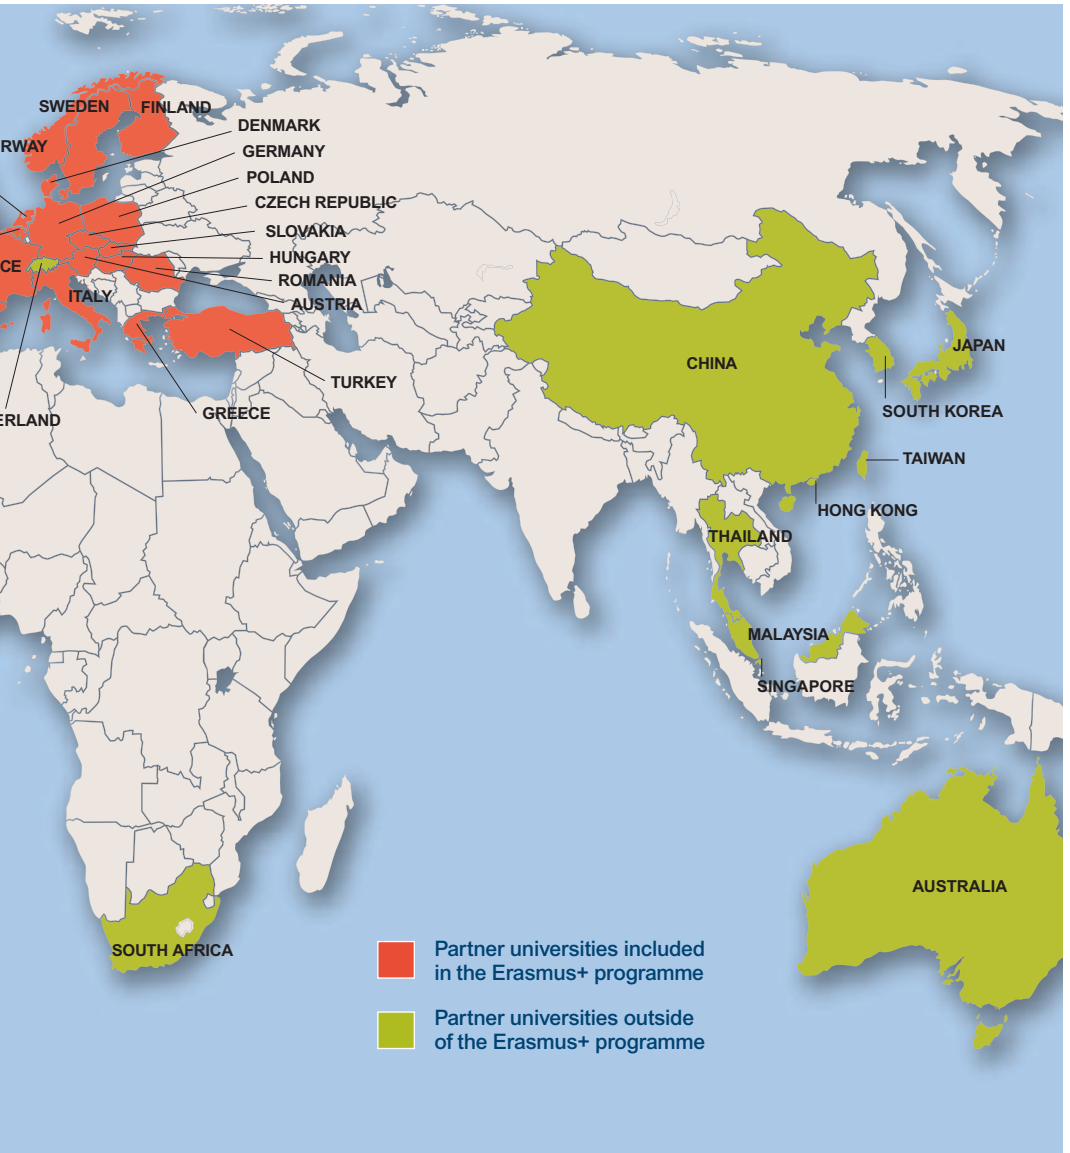 SWEDEN
FINLAND
DENMARK
RWAY
GERMANY
POLAND
CZECH REPUBLIC
SLOVAKIA
HUNGARY
CE
ROMANIA
ITALY
AUSTRIA
JAPAN
CHINA
TURKEY
GREECE
SOUTH KOREA
ERLAND
TAIWAN
HONG KONG
THAILAND
MALAYSIA
SINGAPORE
AUSTRALIA
SOUTH AFRICA
Partner universities included
in the Erasmus+ programme
Partner universities outside
of the Erasmus+ programme